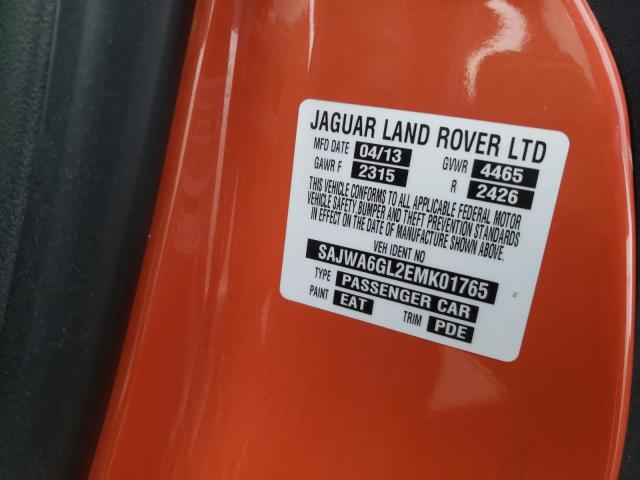 JAGUAR LAND ROVER LTD
MFD DATE 04/13 GVWR 4465
GAWR F 2315 R 2426
THIS VEHICLE CONFORMS TO ALL APPLICABLE FEDERAL MOTOR
VEHICLE SAFETY, BUMPER AND THEFT PREVENTION STANDARDS
IN EFFECT ON THE DATE OF MANUFACTURE SHOWN ABOVE.
VEH IDENT NO
SAJWA6GL2EMK01765
TYPE PASSENGER CAR
PAINT EAT TRIM PDE